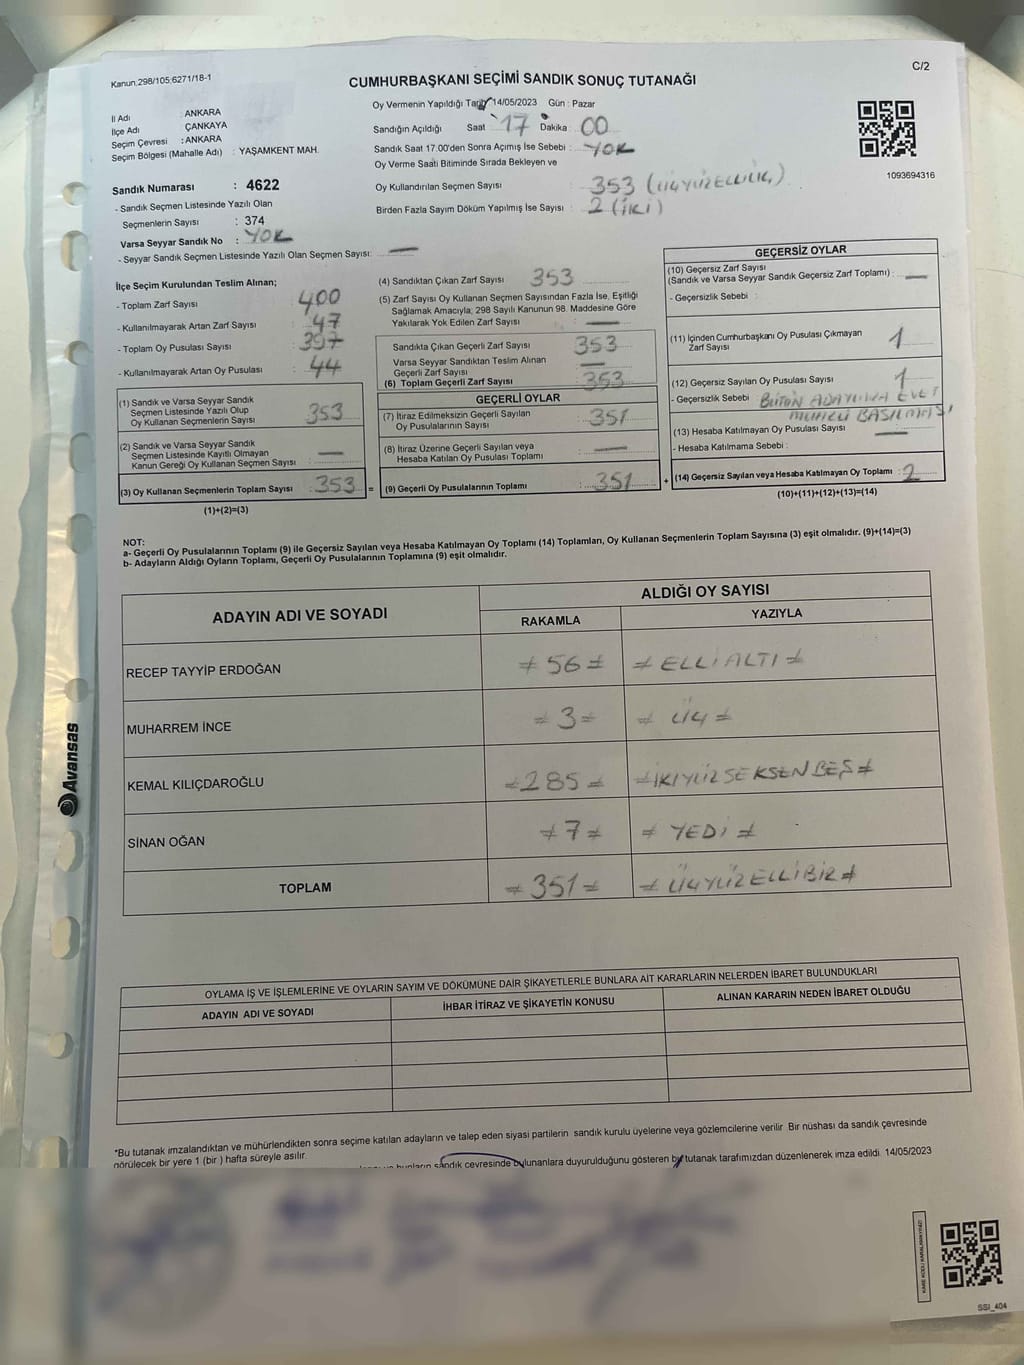 Kanun.298/105;6271/18-1
C/2
CUMHURBAŞKANI SEÇİMİ SANDIK SONUÇ TUTANAĞI
İl Adı : ANKARA
İlçe Adı ÇANKAYA
Seçim Çevresi : ANKARA
Seçim Bölgesi (Mahalle Adı) : YAŞAMKENT MAH.
Oy Vermenin Yapıldığı Tarih 14/05/2023 Gün : Pazar
Sandığın Açıldığı Saat 17 Dakika 00
Sandık Saat 17.00'den Sonra Açımış İse Sebebi : YOK
Oy Verme Saati Bitiminde Sırada Bekleyen ve
Oy Kullandırılan Seçmen Sayısı : 353
Birden Fazla Sayım Döküm Yapılmış İse Sayısı : 2 (İKİ)
1093694316
Sandık Numarası : 4622
- Sandık Seçmen Listesinde Yazılı Olan
Seçmenlerin Sayısı : 374
Varsa Seyyar Sandık No : YOK
- Seyyar Sandık Seçmen Listesinde Yazılı Olan Seçmen Sayısı: —
İlçe Seçim Kurulundan Teslim Alınan;
- Toplam Zarf Sayısı : 400
- Kullanılmayarak Artan Zarf Sayısı : 47
- Toplam Oy Pusulası Sayısı : 397
- Kullanılmayarak Artan Oy Pusulası : 44
(1) Sandık ve Varsa Seyyar Sandık
Seçmen Listesinde Yazılı Olup
Oy Kullanan Seçmenlerin Sayısı : 353
(2) Sandık ve Varsa Seyyar Sandık
Seçmen Listesinde Kayıtlı Olmayan
Kanun Gereği Oy Kullanan Seçmen Sayısı : —
(3) Oy Kullanan Seçmenlerin Toplam Sayısı : 353 =
(1)+(2)=(3)
(4) Sandıktan Çıkan Zarf Sayısı 353
(5) Zarf Sayısı Oy Kullanan Seçmen Sayısından Fazla İse, Eşitliği
Sağlamak Amacıyla; 298 Sayılı Kanunun 98. Maddesine Göre
Yakılarak Yok Edilen Zarf Sayısı : —
Sandıkta Çıkan Geçerli Zarf Sayısı : 353
Varsa Seyyar Sandıktan Teslim Alınan
Geçerli Zarf Sayısı : —
(6) Toplam Geçerli Zarf Sayısı : 353
GEÇERLİ OYLAR
(7) İtiraz Edilmeksizin Geçerli Sayılan
Oy Pusulalarının Sayısı : 351
(8) İtiraz Üzerine Geçerli Sayılan veya
Hesaba Katılan Oy Pusulası Toplamı : —
(9) Geçerli Oy Pusulalarının Toplamı : 351 +
GEÇERSİZ OYLAR
(10) Geçersiz Zarf Sayısı
(Sandık ve Varsa Seyyar Sandık Geçersiz Zarf Toplamı) : —
- Geçersizlik Sebebi :
(11) İçinden Cumhurbaşkanı Oy Pusulası Çıkmayan
Zarf Sayısı 1
(12) Geçersiz Sayılan Oy Pusulası Sayısı 1
- Geçersizlik Sebebi : BÜTÜN ADAYLARA EVET
MÜHRÜ BASILMASI
(13) Hesaba Katılmayan Oy Pusulası Sayısı —
- Hesaba Katılmama Sebebi :
(14) Geçersiz Sayılan veya Hesaba Katılmayan Oy Toplamı : 2
(10)+(11)+(12)+(13)=(14)
NOT:
a- Geçerli Oy Pusulalarının Toplamı (9) ile Geçersiz Sayılan veya Hesaba Katılmayan Oy Toplamı (14) Toplamları, Oy Kullanan Seçmenlerin Toplam Sayısına (3) eşit olmalıdır. (9)+(14)=(3)
b- Adayların Aldığı Oyların Toplamı, Geçerli Oy Pusulalarının Toplamına (9) eşit olmalıdır.
ADAYIN ADI VE SOYADI
ALDIĞI OY SAYISI
RAKAMLA YAZIYLA
RECEP TAYYİP ERDOĞAN ≠ 56 ≠ ≠ ELLİ ALTI ≠
MUHARREM İNCE = 3 = ≠ ÜÇ ≠
KEMAL KILIÇDAROĞLU ≠ 285 = ≠ İKİYÜZSEKSENBEŞ ≠
SİNAN OĞAN ≠ 7 ≠ ≠ YEDİ ≠
TOPLAM ≠ 351 = ≠ ÜÇYÜZELLİBİR ≠
OYLAMA İŞ VE İŞLEMLERİNE VE OYLARIN SAYIM VE DÖKÜMÜNE DAİR ŞİKAYETLERLE BUNLARA AİT KARARLARIN NELERDEN İBARET BULUNDUKLARI
ADAYIN ADI VE SOYADI İHBAR İTİRAZ VE ŞİKAYETİN KONUSU ALINAN KARARIN NEDEN İBARET OLDUĞU
*Bu tutanak imzalandıktan ve mühürlendikten sonra seçime katılan adayların ve talep eden siyasi partilerin sandık kurulu üyelerine veya gözlemcilerine verilir. Bir nüshası da sandık çevresinde
görülecek bir yere 1 (bir ) hafta süreyle asılır.
sandık çevresinde bulunanlara duyurulduğunu gösteren bu tutanak tarafımızdan düzenlenerek imza edildi. 14/05/2023
SSI_404
Avansas